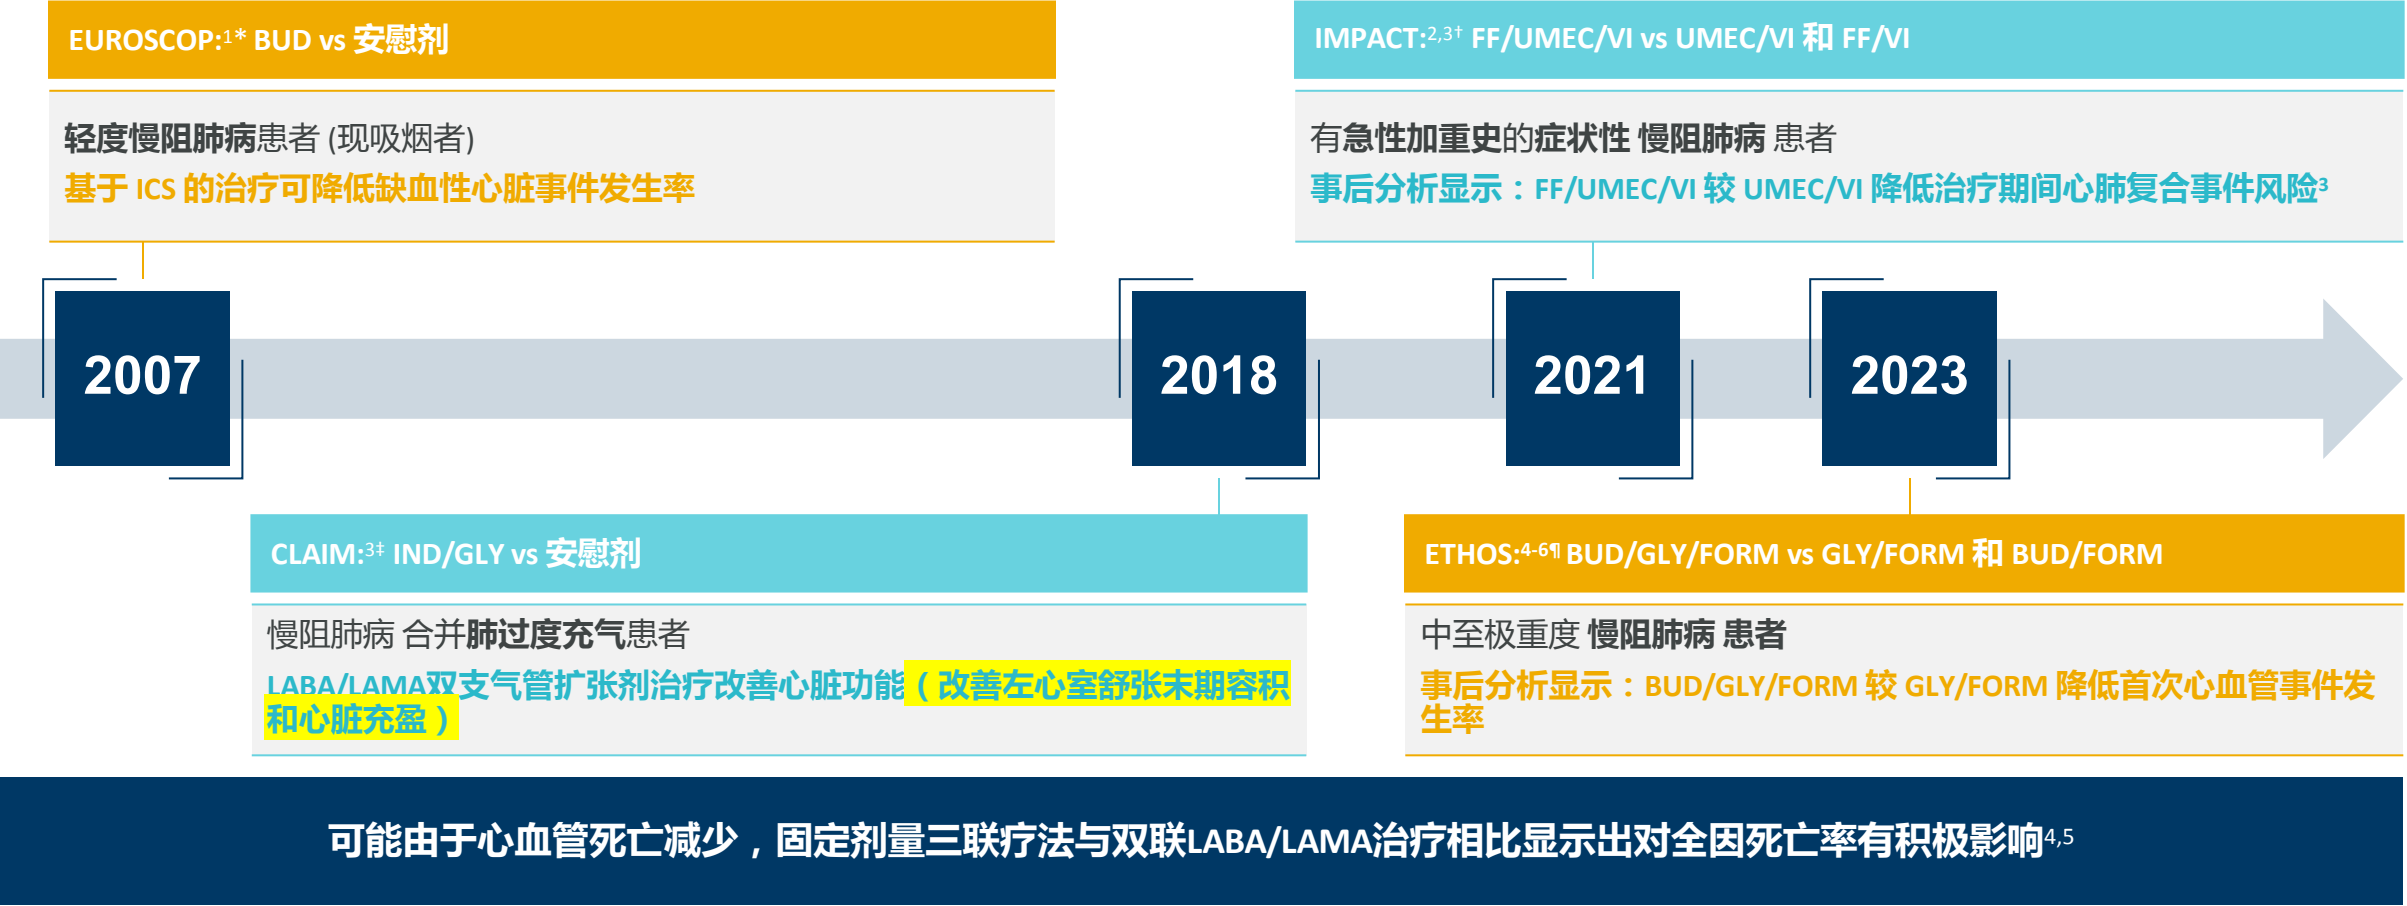 EUROSCOP:1* BUD vs 安慰剂
轻度慢阻肺病患者 (现吸烟者)
基于 ICS 的治疗可降低缺血性心脏事件发生率
IMPACT:2,3† FF/UMEC/VI vs UMEC/VI 和 FF/VI
有急性加重史的症状性 慢阻肺病 患者
事后分析显示：FF/UMEC/VI 较 UMEC/VI 降低治疗期间心肺复合事件风险3
2007
2018
2021
2023
CLAIM:3‡ IND/GLY vs 安慰剂
慢阻肺病 合并肺过度充气患者
LABA/LAMA双支气管扩张剂治疗改善心脏功能（改善左心室舒张末期容积
和心脏充盈）
ETHOS:4-6¶ BUD/GLY/FORM vs GLY/FORM 和 BUD/FORM
中至极重度 慢阻肺病 患者
事后分析显示：BUD/GLY/FORM 较 GLY/FORM 降低首次心血管事件发
生率
可能由于心血管死亡减少，固定剂量三联疗法与双联LABA/LAMA治疗相比显示出对全因死亡率有积极影响4,5